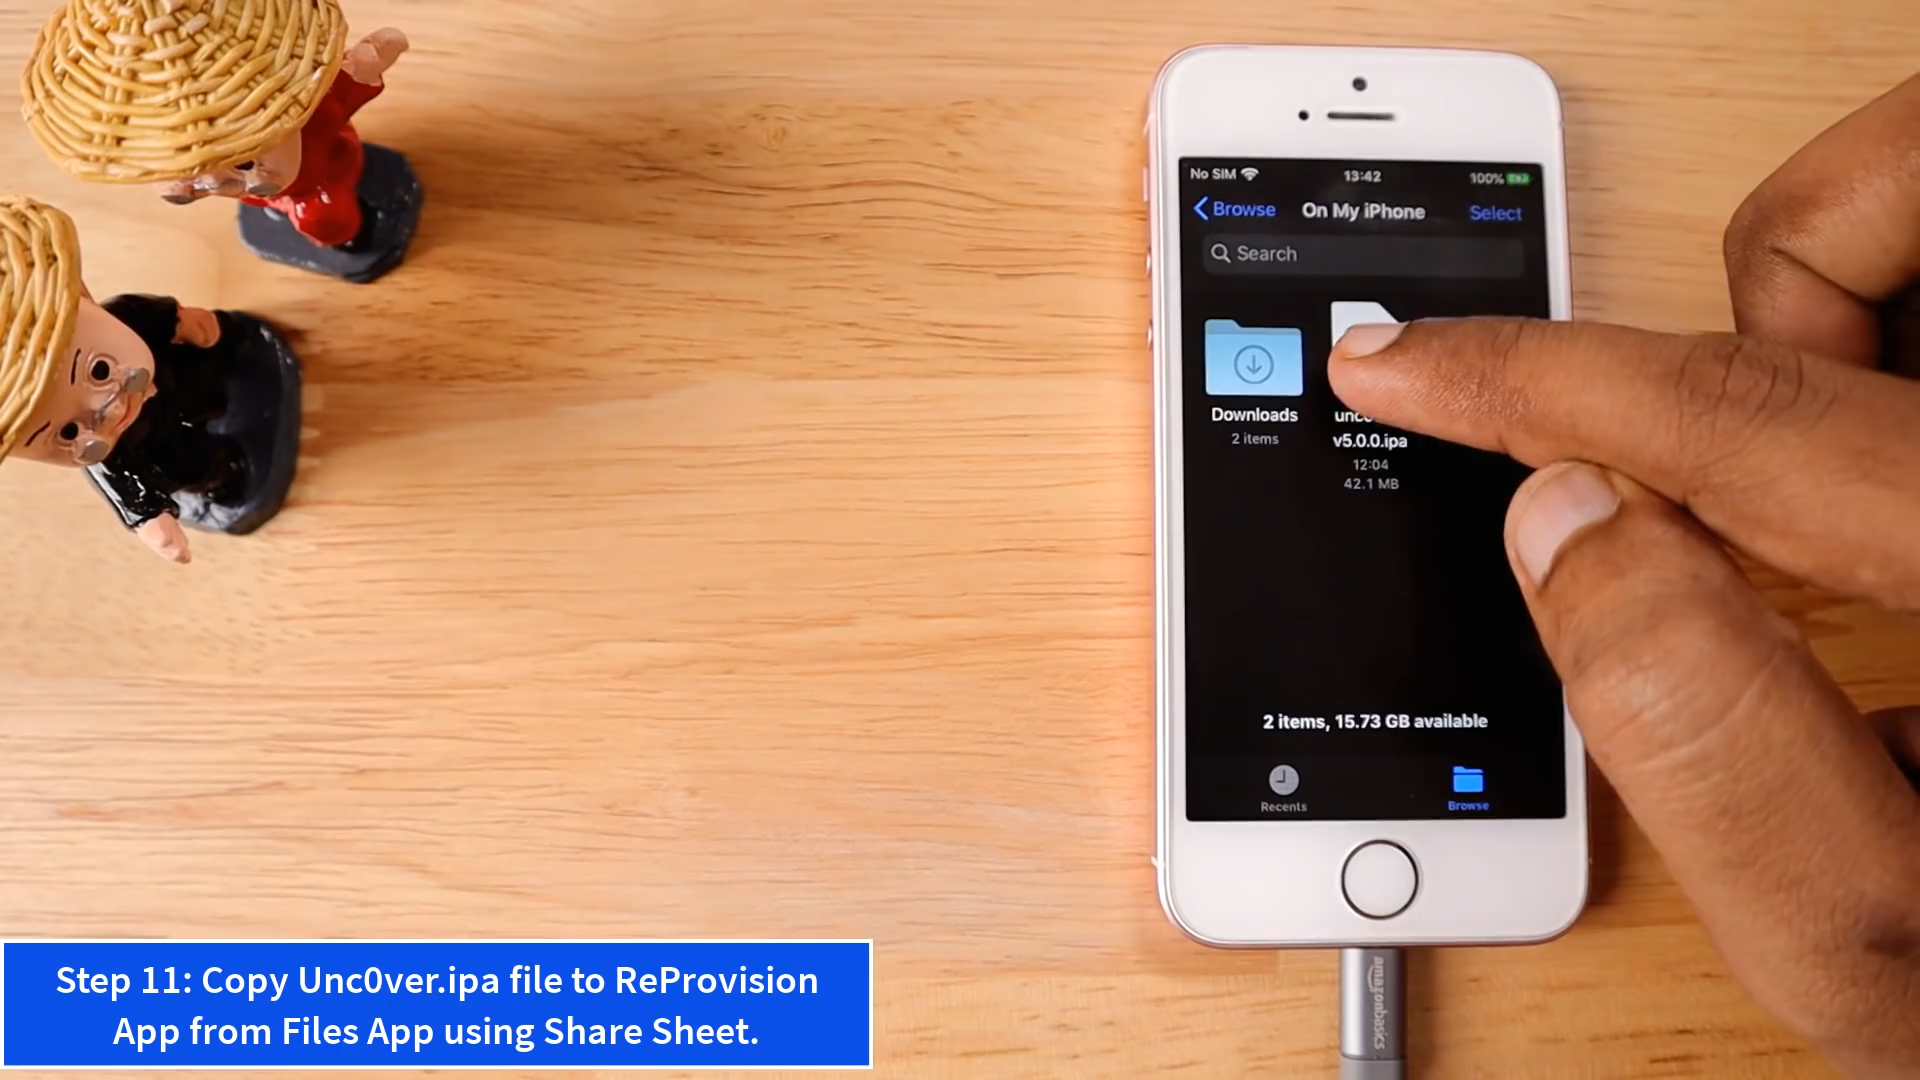 No SIM
13:42
100%
Browse
On My iPhone
Select
Search
Downloads
2 items
v5.0.0.ipa
12:04
42.1 MB
2 items, 15.73 GB available
Recents
Browse
amazonbasics
Step 11: Copy Unc0ver.ipa file to ReProvision
App from Files App using Share Sheet.